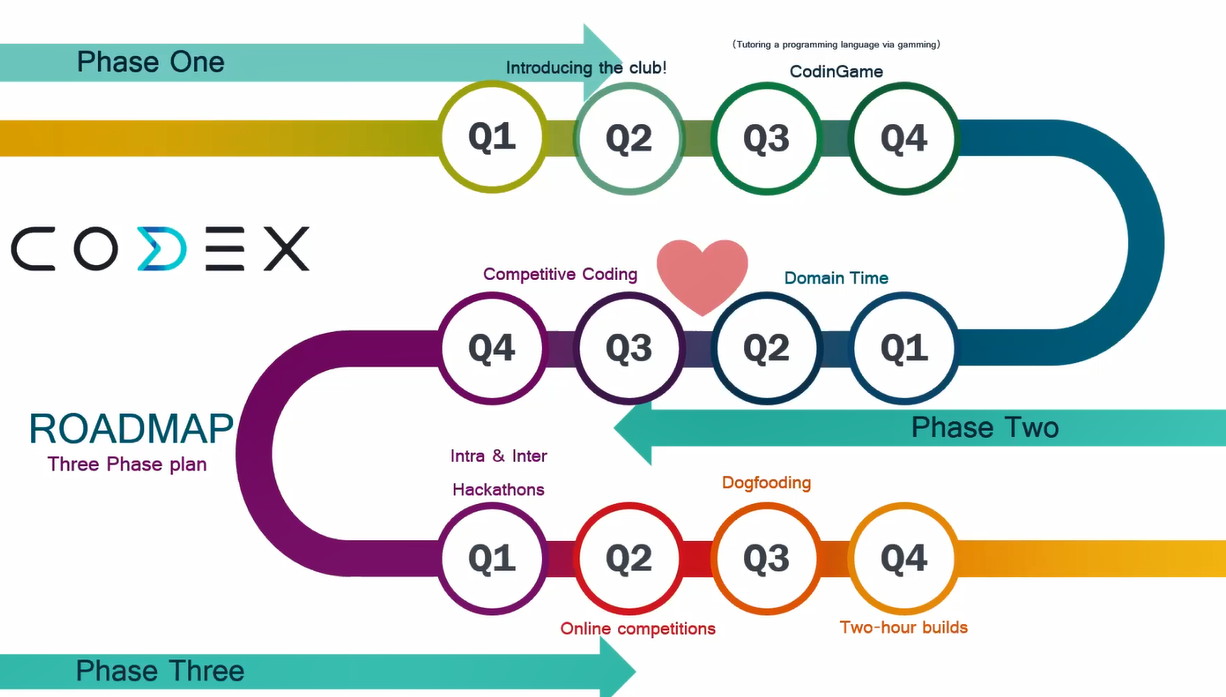 Phase One
(Tutoring a programming language via gamming)
Introducing the club!
CodinGame
Q1 Q2 Q3 Q4
CODEX
Competitive Coding
Domain Time
Q4 Q3 Q2 Q1
ROADMAP
Three Phase plan
Phase Two
Intra & Inter
Hackathons
Dogfooding
Q1 Q2 Q3 Q4
Online competitions
Two-hour builds
Phase Three